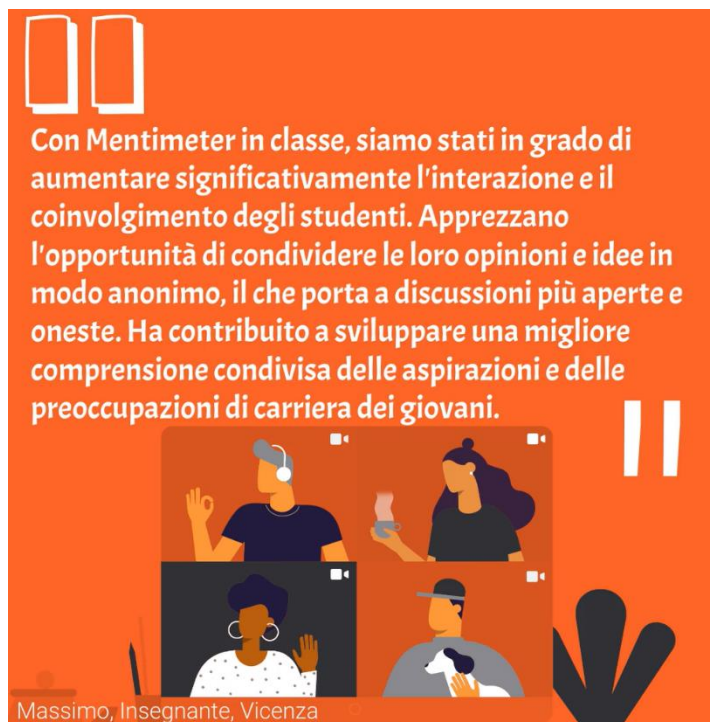 Con Mentimeter in classe, siamo stati in grado di
aumentare significativamente l'interazione e il
coinvolgimento degli studenti. Apprezzano
l'opportunità di condividere le loro opinioni e idee in
modo anonimo, il che porta a discussioni più aperte e
oneste. Ha contribuito a sviluppare una migliore
comprensione condivisa delle aspirazioni e delle
preoccupazioni di carriera dei giovani.
Massimo, Insegnante, Vicenza